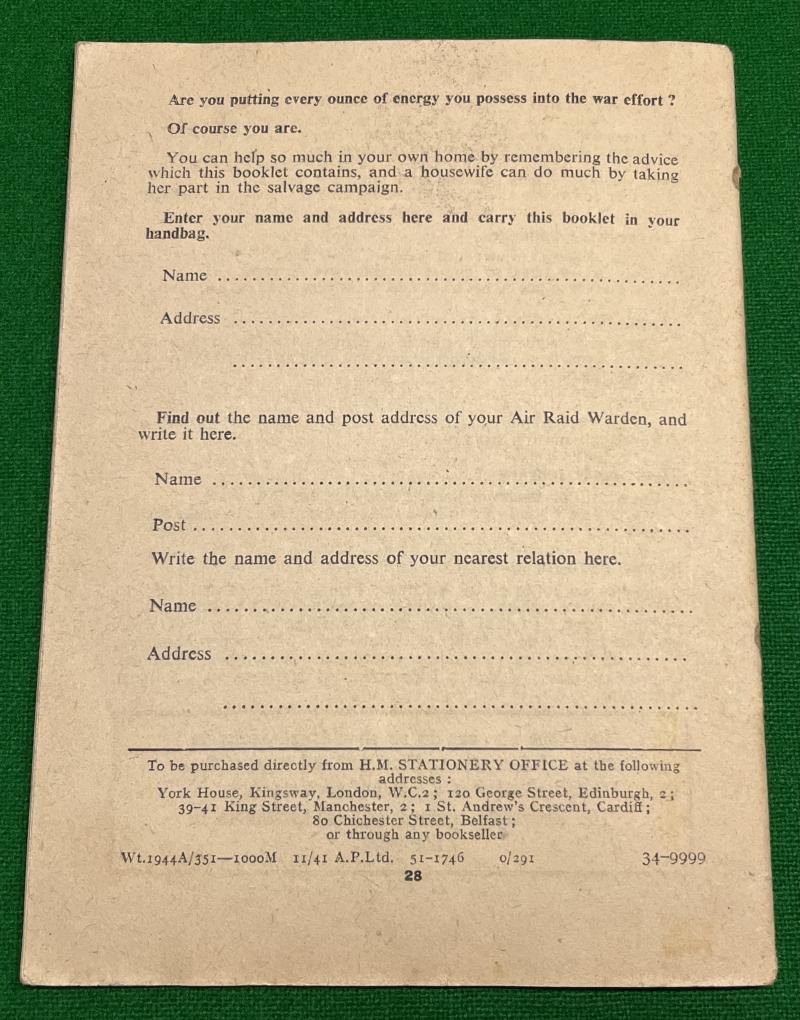 Are you putting every ounce of energy you possess into the war effort ?
Of course you are.
You can help so much in your own home by remembering the advice
which this booklet contains, and a housewife can do much by taking
her part in the salvage campaign.
Enter your name and address here and carry this booklet in your
handbag.
Name ............................................................
Address ............................................................
............................................................
Find out the name and post address of your Air Raid Warden, and
write it here.
Name ............................................................
Post ............................................................
Write the name and address of your nearest relation here.
Name ............................................................
Address ............................................................
............................................................
To be purchased directly from H.M. STATIONERY OFFICE at the following
addresses :
York House, Kingsway, London, W.C.2 ; 120 George Street, Edinburgh, 2 ;
39–41 King Street, Manchester, 2 ; 1 St. Andrew's Crescent, Cardiff ;
80 Chichester Street, Belfast ;
or through any bookseller
Wt.1944A/351—1000M 11/41 A.P.Ltd. 51–1746 0/291 34–9999
28